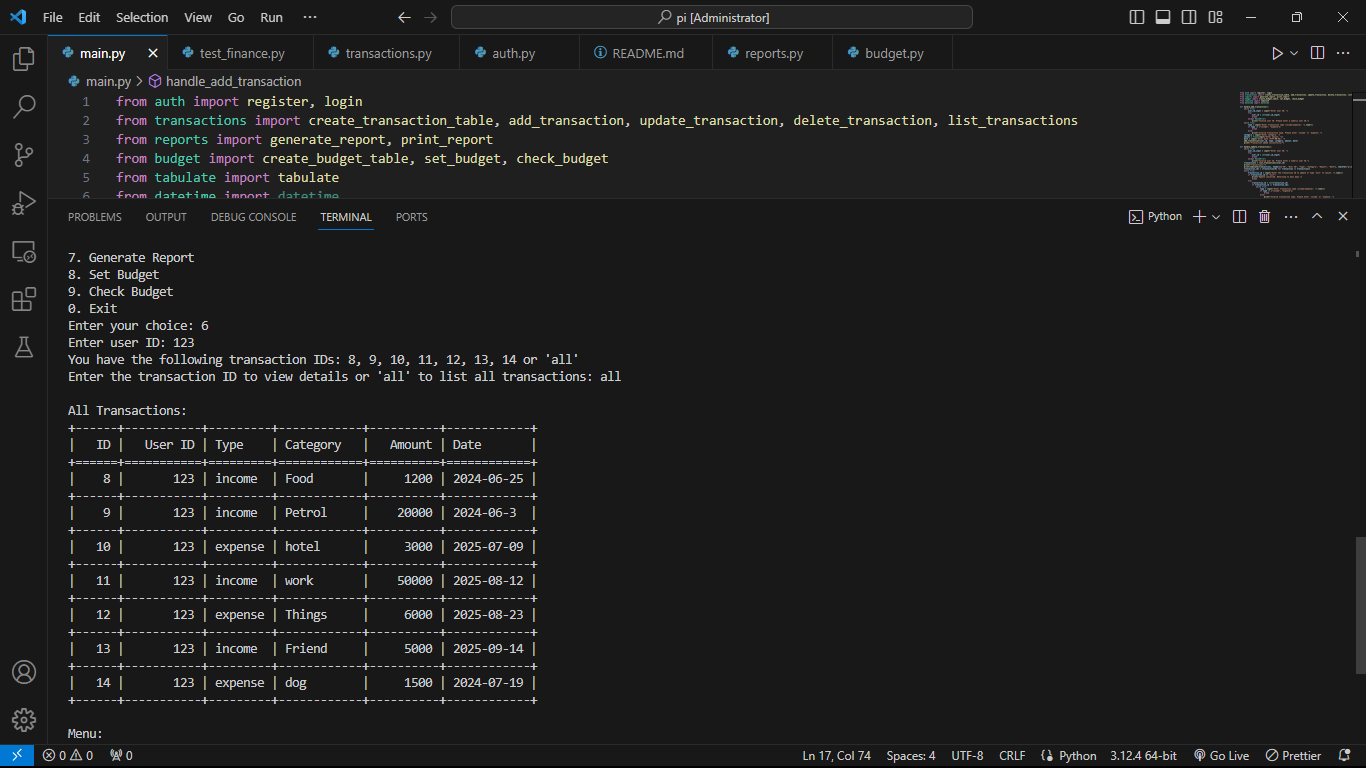 File Edit Selection View Go Run ··· pi [Administrator]
main.py test_finance.py transactions.py auth.py README.md reports.py budget.py
main.py > handle_add_transaction
1 from auth import register, login
2 from transactions import create_transaction_table, add_transaction, update_transaction, delete_transaction, list_transactions
3 from reports import generate_report, print_report
4 from budget import create_budget_table, set_budget, check_budget
5 from tabulate import tabulate
6 from datetime import datetime
PROBLEMS OUTPUT DEBUG CONSOLE TERMINAL PORTS Python
7. Generate Report
8. Set Budget
9. Check Budget
0. Exit
Enter your choice: 6
Enter user ID: 123
You have the following transaction IDs: 8, 9, 10, 11, 12, 13, 14 or 'all'
Enter the transaction ID to view details or 'all' to list all transactions: all
All Transactions:
+------+-----------+---------+------------+----------+------------+
|   ID |   User ID | Type    | Category   |   Amount | Date       |
+======+===========+=========+============+==========+============+
|    8 |       123 | income  | Food       |     1200 | 2024-06-25 |
+------+-----------+---------+------------+----------+------------+
|    9 |       123 | income  | Petrol     |    20000 | 2024-06-3  |
+------+-----------+---------+------------+----------+------------+
|   10 |       123 | expense | hotel      |     3000 | 2025-07-09 |
+------+-----------+---------+------------+----------+------------+
|   11 |       123 | income  | work       |    50000 | 2025-08-12 |
+------+-----------+---------+------------+----------+------------+
|   12 |       123 | expense | Things     |     6000 | 2025-08-23 |
+------+-----------+---------+------------+----------+------------+
|   13 |       123 | income  | Friend     |     5000 | 2025-09-14 |
+------+-----------+---------+------------+----------+------------+
|   14 |       123 | expense | dog        |     1500 | 2024-07-19 |
+------+-----------+---------+------------+----------+------------+
Menu:
0 0 0 Ln 17, Col 74 Spaces: 4 UTF-8 CRLF Python 3.12.4 64-bit Go Live Prettier